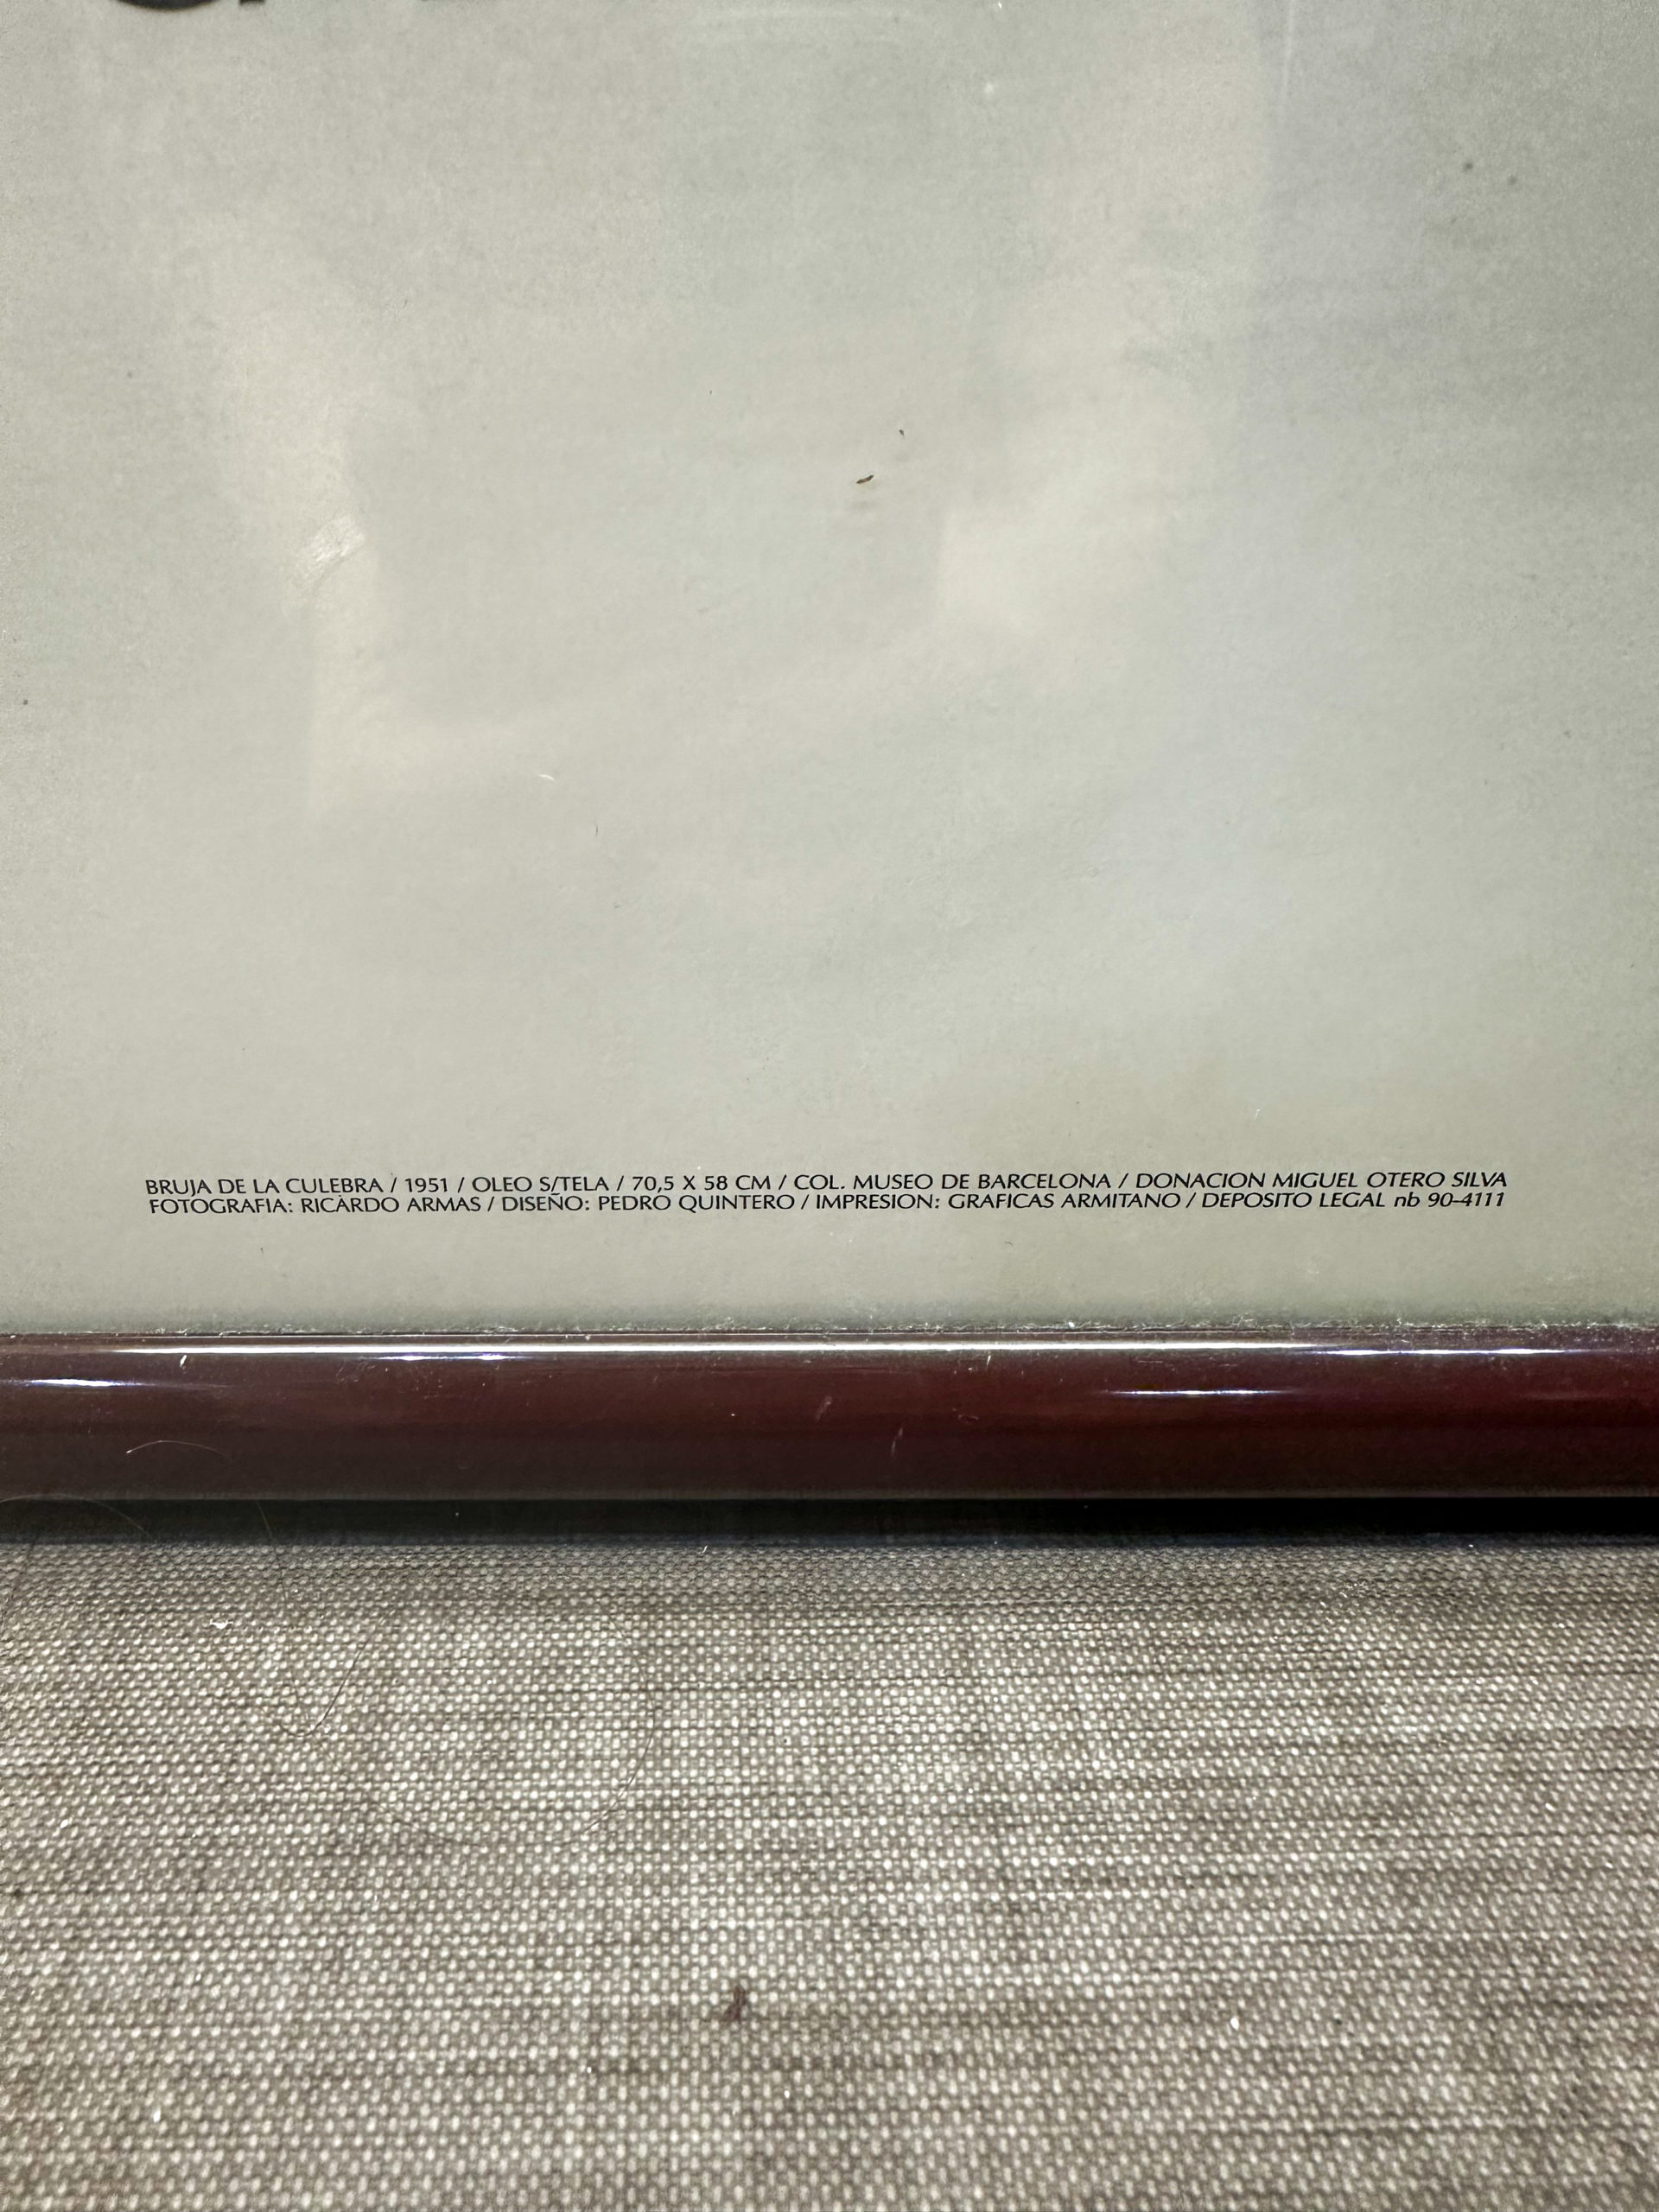 BRUJA DE LA CULEBRA / 1951 / OLEO S/TELA / 70,5 X 58 CM / COL. MUSEO DE BARCELONA / DONACION MIGUEL OTERO SILVA
FOTOGRAFIA: RICARDO ARMAS / DISEÑO: PEDRO QUINTERO / IMPRESION: GRAFICAS ARMITANO / DEPOSITO LEGAL nb 90-4111